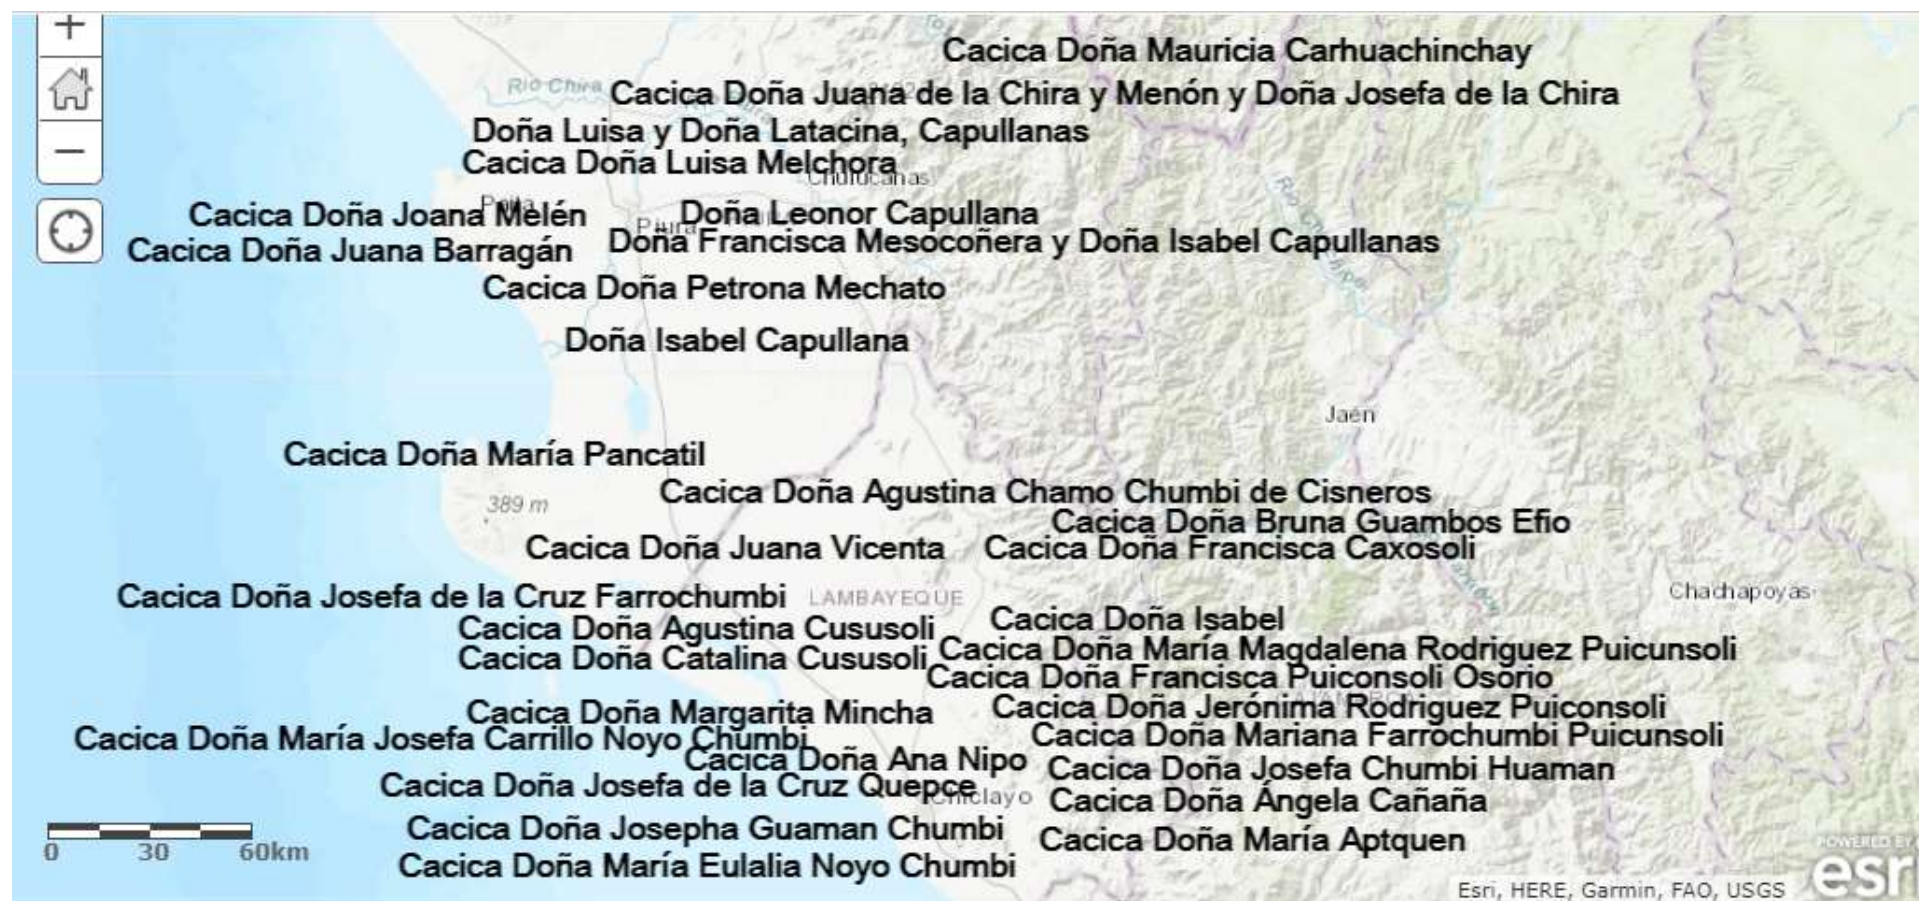 +
Cacica Doña Mauricia Carhuachinchay
Rio Chira
Cacica Doña Juana de la Chira y Menón y Doña Josefa de la Chira
Doña Luisa y Doña Latacina, Capullanas
Cacica Doña Luisa Melchora
Chulucanas
−
Paita
Cacica Doña Joana Melén
Doña Leonor Capullana
Piura
Cacica Doña Juana Barragán
Doña Francisca Mesocoñera y Doña Isabel Capullanas
Cacica Doña Petrona Mechato
Doña Isabel Capullana
Jaén
Cacica Doña María Pancatil
Cacica Doña Agustina Chamo Chumbi de Cisneros
389 m
Cacica Doña Bruna Guambos Efio
Cacica Doña Juana Vicenta
Cacica Doña Francisca Caxosoli
Chachapoyas
Cacica Doña Josefa de la Cruz Farrochumbi
LAMBAYEQUE
Cacica Doña Isabel
Cacica Doña Agustina Cususoli
Cacica Doña María Magdalena Rodriguez Puicunsoli
Cacica Doña Catalina Cususoli
Cacica Doña Francisca Puiconsoli Osorio
Cacica Doña Jerónima Rodriguez Puiconsoli
Cacica Doña Margarita Mincha
Cacica Doña Mariana Farrochumbi Puicunsoli
Cacica Doña María Josefa Carrillo Noyo Chumbi
Cacica Doña Ana Nipo
Cacica Doña Josefa Chumbi Huaman
Cacica Doña Josefa de la Cruz Quepce
Chiclayo
Cacica Doña Ángela Cañaña
Cacica Doña Josepha Guaman Chumbi
Cacica Doña María Aptquen
Cacica Doña María Eulalia Noyo Chumbi
0 30 60km
POWERED BY
esri
Esri, HERE, Garmin, FAO, USGS